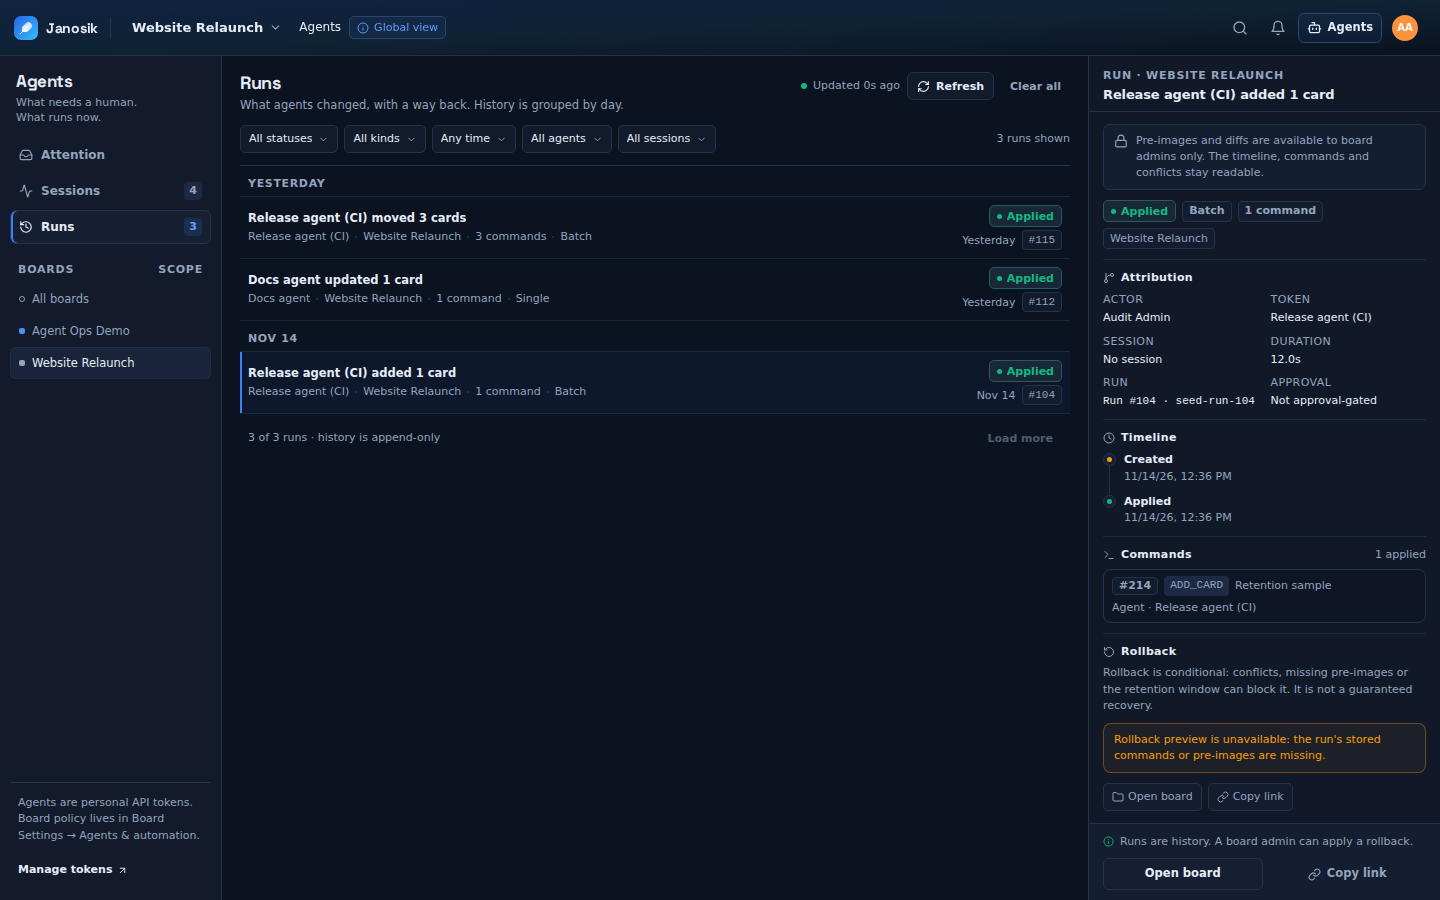 Janosik
Website Relaunch
Agents
Global view
Agents
AA
Agents
What needs a human.
What runs now.
Attention
Sessions 4
Runs 3
BOARDS SCOPE
All boards
Agent Ops Demo
Website Relaunch
Agents are personal API tokens.
Board policy lives in Board
Settings → Agents & automation.
Manage tokens
Runs
What agents changed, with a way back. History is grouped by day.
Updated 0s ago
Refresh
Clear all
All statuses
All kinds
Any time
All agents
All sessions
3 runs shown
YESTERDAY
Release agent (CI) moved 3 cards
Applied
Release agent (CI) · Website Relaunch · 3 commands · Batch
Yesterday #115
Docs agent updated 1 card
Applied
Docs agent · Website Relaunch · 1 command · Single
Yesterday #112
NOV 14
Release agent (CI) added 1 card
Applied
Release agent (CI) · Website Relaunch · 1 command · Batch
Nov 14 #104
3 of 3 runs · history is append-only
Load more
RUN · WEBSITE RELAUNCH
Release agent (CI) added 1 card
Pre-images and diffs are available to board
admins only. The timeline, commands and
conflicts stay readable.
Applied
Batch
1 command
Website Relaunch
Attribution
ACTOR TOKEN
Audit Admin Release agent (CI)
SESSION DURATION
No session 12.0s
RUN APPROVAL
Run #104 · seed-run-104 Not approval-gated
Timeline
Created
11/14/26, 12:36 PM
Applied
11/14/26, 12:36 PM
Commands 1 applied
#214 ADD_CARD Retention sample
Agent · Release agent (CI)
Rollback
Rollback is conditional: conflicts, missing pre-images or
the retention window can block it. It is not a guaranteed
recovery.
Rollback preview is unavailable: the run's stored
commands or pre-images are missing.
Open board
Copy link
Runs are history. A board admin can apply a rollback.
Open board
Copy link